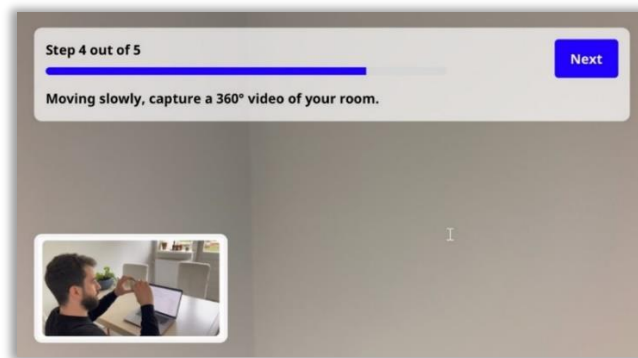 Step 4 out of 5
Next
Moving slowly, capture a 360° video of your room.